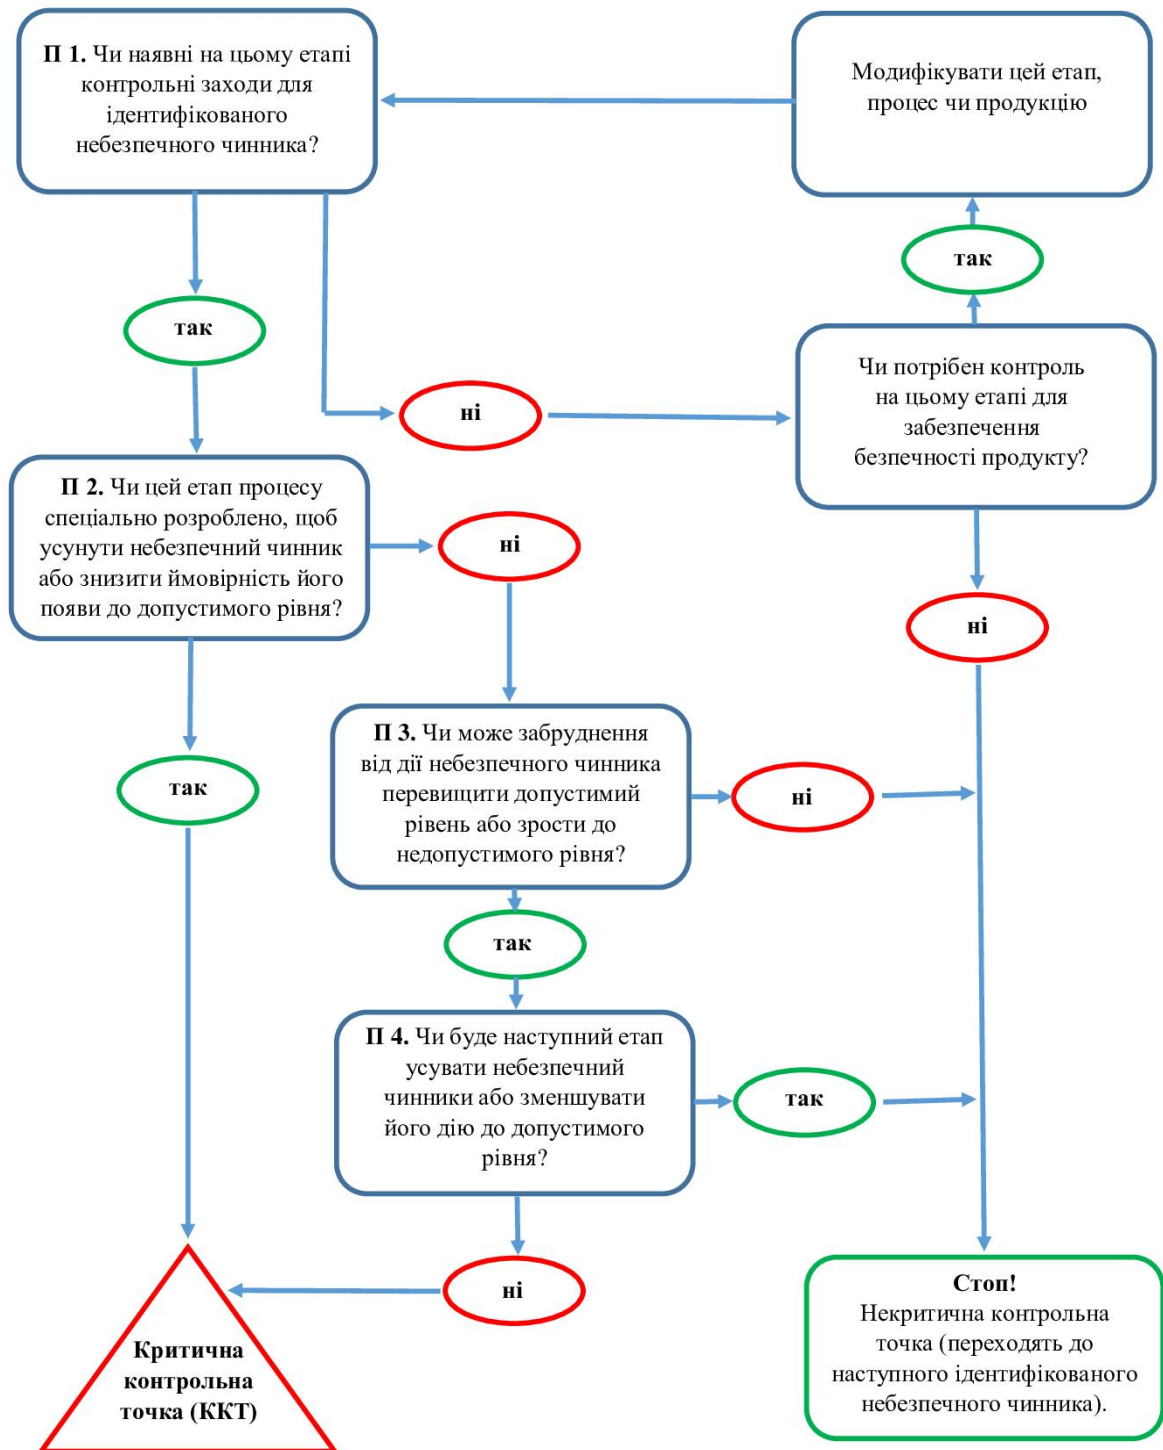 П 1. Чи наявні на цьому етапі
контрольні заходи для
ідентифікованого
небезпечного чинника?
Модифікувати цей етап,
процес чи продукцію
так
так
Чи потрібен контроль
на цьому етапі для
забезпечення
безпечності продукту?
ні
П 2. Чи цей етап процесу
спеціально розроблено, щоб
усунути небезпечний чинник
або знизити ймовірність його
появи до допустимого рівня?
ні
ні
П 3. Чи може забруднення
від дії небезпечного чинника
перевищити допустимий
рівень або зрости до
недопустимого рівня?
так
ні
так
П 4. Чи буде наступний етап
усувати небезпечний
чинники або зменшувати
його дію до допустимого
рівня?
так
ні
Стоп!
Некритична контрольна
точка (переходять до
наступного ідентифікованого
небезпечного чинника).
Критична
контрольна
точка (ККТ)